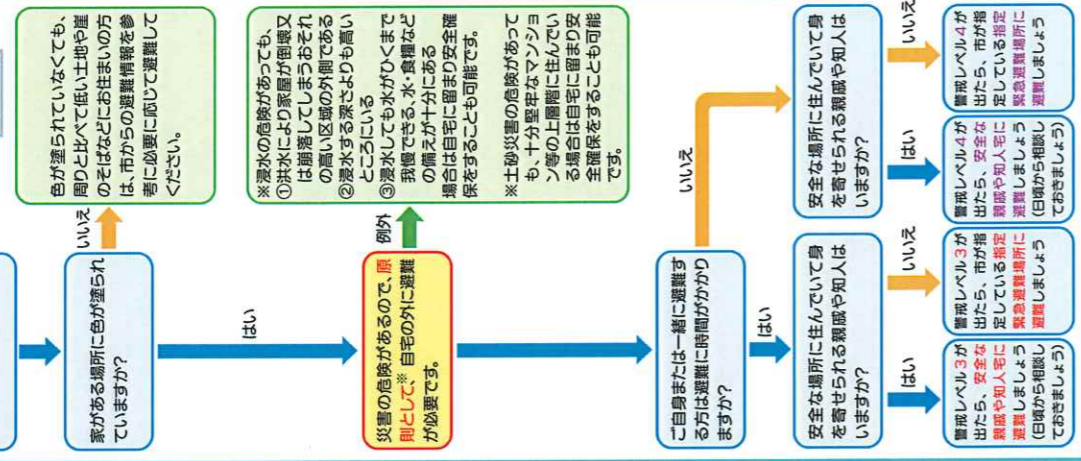 家がある場所に色が塗られ
ていますか?
いいえ
色が塗られていなくても、
周りと比べて低い土地や崖
のそばなどにお住まいの方
は、市からの避難情報を参
考に必要に応じて避難して
ください。
はい
災害の危険があるので、原
則として※、自宅の外に避難
が必要です。
例外
※浸水の危険があっても、
①洪水により家屋が倒壊又
は崩落してしまうおそれ
の高い区域の外側である
②浸水する深さよりも高い
ところにいる
③浸水しても水がひくまで
我慢できる、水・食糧など
の備えが十分にある
場合は自宅に留まり安全確
保をすることも可能です。
※土砂災害の危険があって
も、十分堅牢なマンショ
ン等の上層階に住んでい
る場合は自宅に留まり安
全確保をすることも可能
です。
ご自身または一緒に避難す
る方は避難に時間がかかり
ますか?
はい
いいえ
安全な場所に住んでいて身
を寄せられる親戚や知人は
いますか?
はい
いいえ
警戒レベル3が
出たら、安全な
親戚や知人宅に
避難しましょう
(日頃から相談し
ておきましょう)
警戒レベル3が
出たら、市が指
定している指定
緊急避難場所に
避難しましょう
安全な場所に住んでいて身
を寄せられる親戚や知人は
いますか?
はい
いいえ
警戒レベル4が
出たら、安全な
親戚や知人宅に
避難しましょう
(日頃から相談し
ておきましょう)
警戒レベル4が
出たら、市が指
定している指定
緊急避難場所に
避難しましょう